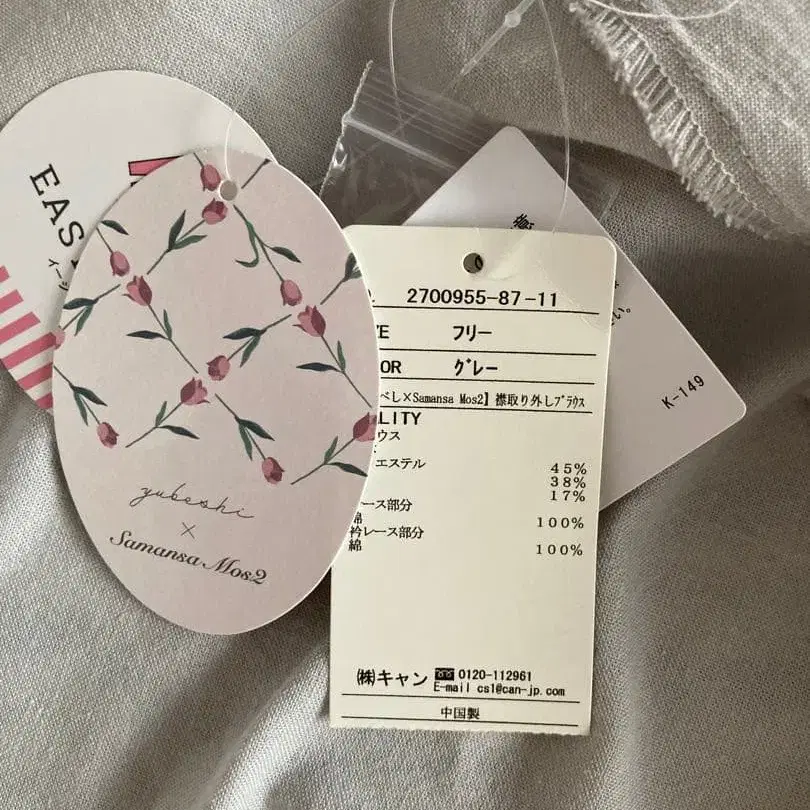 EAS
yubeshi
×
Samansa Mos2
2700955-87-11
フリー
OR グレー
べし×Samansa Mos2】襟取り外しブラウス
LITY
ウス
エステル 45%
38%
17%
ース部分
綿 100%
衿レース部分
綿 100%
㈱キャン 0120-112961
E-mail cs1@can-jp.com
中国製
い。
K-149